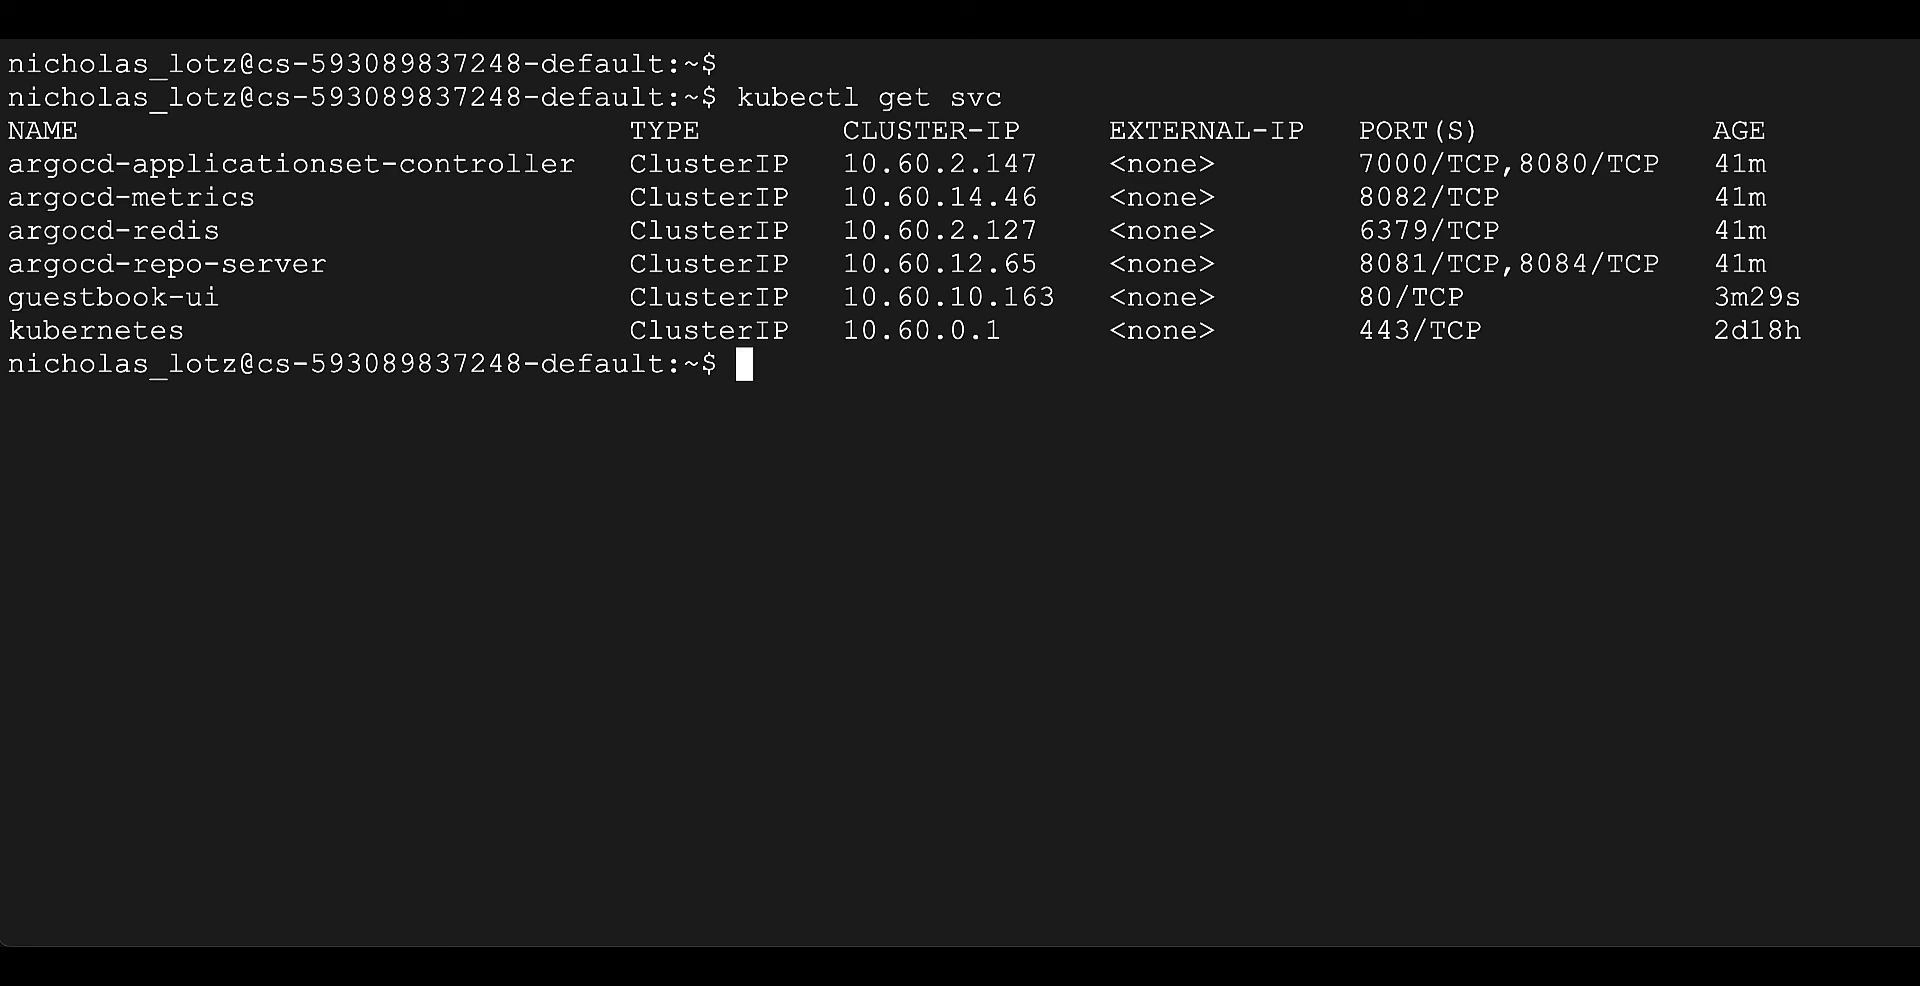 nicholas_lotz@cs-593089837248-default:~$
nicholas_lotz@cs-593089837248-default:~$ kubectl get svc
NAME                                TYPE        CLUSTER-IP     EXTERNAL-IP   PORT(S)             AGE
argocd-applicationset-controller   ClusterIP   10.60.2.147    <none>        7000/TCP,8080/TCP   41m
argocd-metrics                     ClusterIP   10.60.14.46    <none>        8082/TCP            41m
argocd-redis                       ClusterIP   10.60.2.127    <none>        6379/TCP            41m
argocd-repo-server                 ClusterIP   10.60.12.65    <none>        8081/TCP,8084/TCP   41m
guestbook-ui                       ClusterIP   10.60.10.163   <none>        80/TCP              3m29s
kubernetes                         ClusterIP   10.60.0.1      <none>        443/TCP             2d18h
nicholas_lotz@cs-593089837248-default:~$